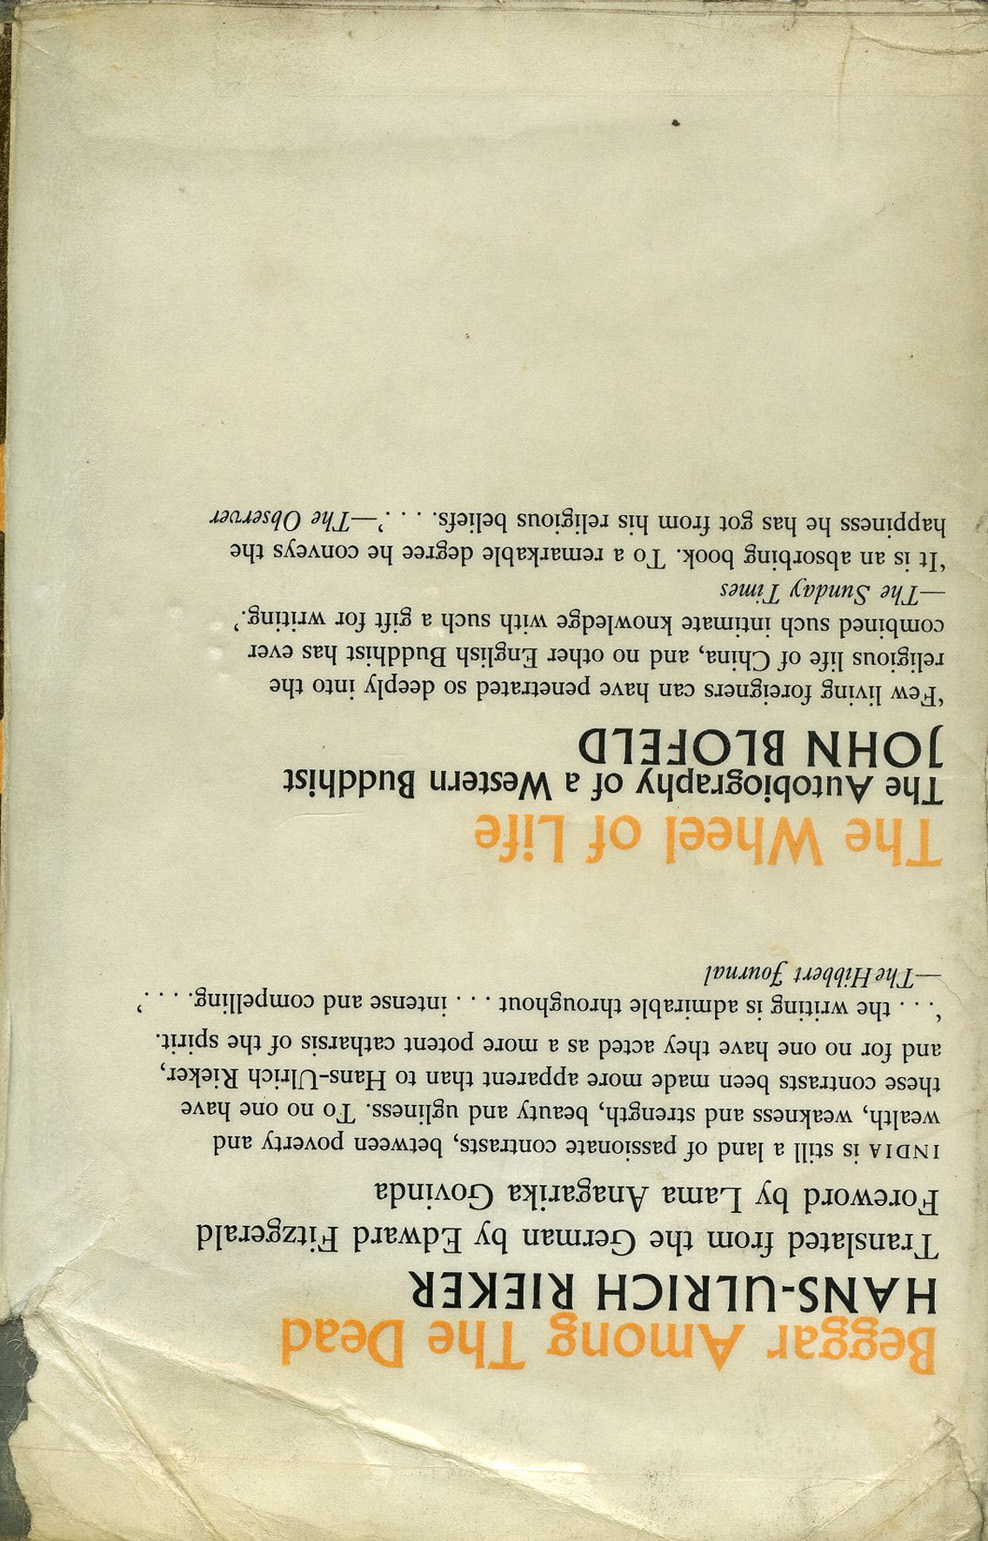 Beggar Among The Dead
HANS-ULRICH RIEKER
Translated from the German by Edward Fitzgerald
Foreword by Lama Anagarika Govinda
INDIA is still a land of passionate contrasts, between poverty and
wealth, weakness and strength, beauty and ugliness. To no one have
these contrasts been made more apparent than to Hans-Ulrich Rieker,
and for no one have they acted as a more potent catharsis of the spirit.
‘. . . the writing is admirable throughout . . . intense and compelling. . . .’
—The Hibbert Journal
The Wheel of Life
The Autobiography of a Western Buddhist
JOHN BLOFELD
‘Few living foreigners can have penetrated so deeply into the
religious life of China, and no other English Buddhist has ever
combined such intimate knowledge with such a gift for writing.’
—The Sunday Times
‘It is an absorbing book. To a remarkable degree he conveys the
happiness he has got from his religious beliefs. . . .’—The Observer